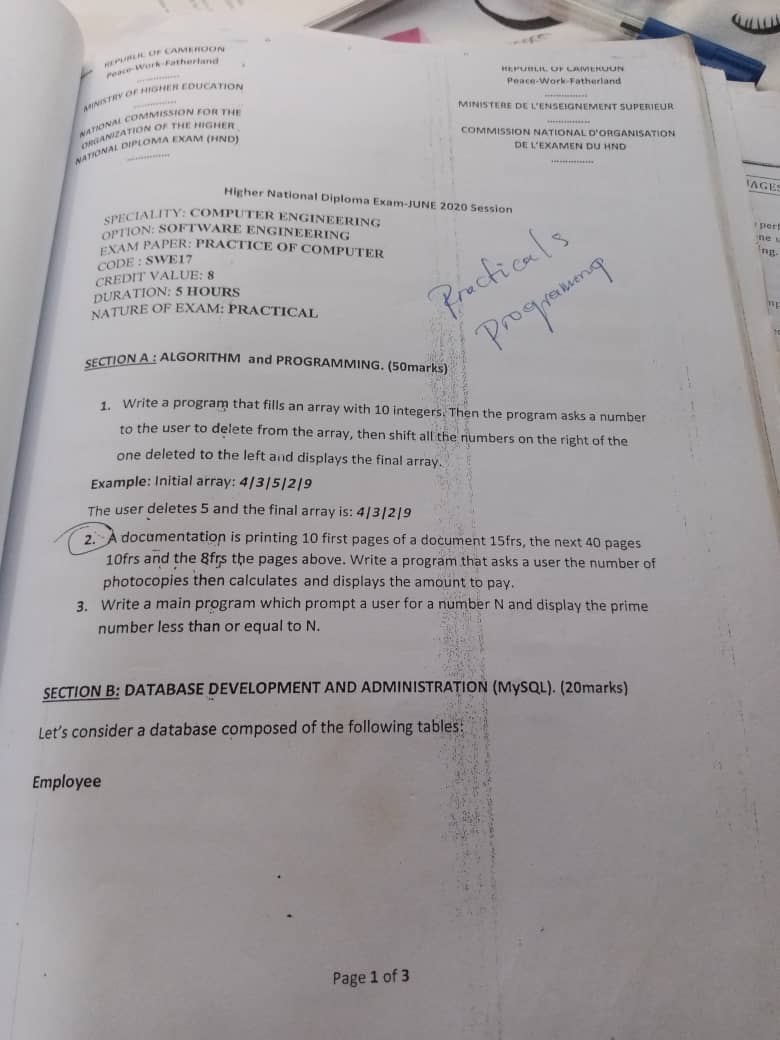 REPUBLIC OF CAMEROON
Peace-Work-Fatherland
..............
MINISTRY OF HIGHER EDUCATION
..............
NATIONAL COMMISSION FOR THE
ORGANIZATION OF THE HIGHER
NATIONAL DIPLOMA EXAM (HND)
..............
REPUBLIC OF CAMEROUN
Peace-Work-Fatherland
..............
MINISTERE DE L'ENSEIGNEMENT SUPERIEUR
..............
COMMISSION NATIONAL D'ORGANISATION
DE L'EXAMEN DU HND
..............
Higher National Diploma Exam-JUNE 2020 Session
SPECIALITY: COMPUTER ENGINEERING
OPTION: SOFTWARE ENGINEERING
EXAM PAPER: PRACTICE OF COMPUTER
CODE : SWE17
CREDIT VALUE: 8
DURATION: 5 HOURS
NATURE OF EXAM: PRACTICAL
Practicals
Programing
SECTION A : ALGORITHM and PROGRAMMING. (50marks)
1. Write a program that fills an array with 10 integers. Then the program asks a number
to the user to delete from the array, then shift all the numbers on the right of the
one deleted to the left and displays the final array.
Example: Initial array: 4/3/5/2/9
The user deletes 5 and the final array is: 4/3/2/9
2. A documentation is printing 10 first pages of a document 15frs, the next 40 pages
10frs and the 8frs the pages above. Write a program that asks a user the number of
photocopies then calculates and displays the amount to pay.
3. Write a main program which prompt a user for a number N and display the prime
number less than or equal to N.
SECTION B: DATABASE DEVELOPMENT AND ADMINISTRATION (MySQL). (20marks)
Let's consider a database composed of the following tables:
Employee
Page 1 of 3